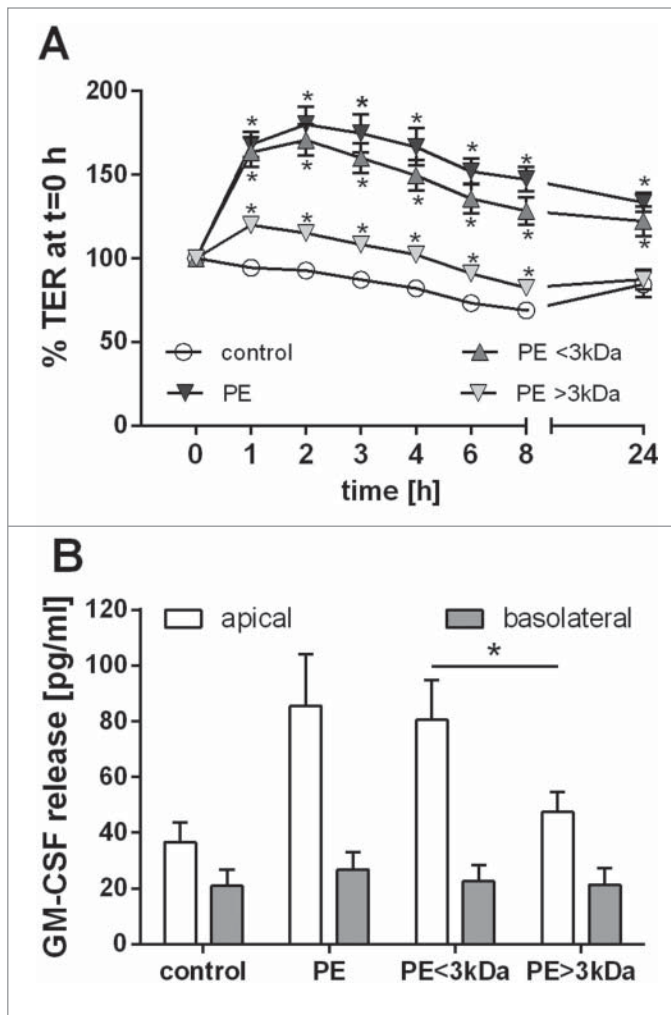 A
% TER at t=0 h
200
150
100
50
0
* * * * * * * *
* * * * * * *
* * * * * *
control
PE
PE <3kDa
PE >3kDa
0 1 2 3 4 6 8 24
time [h]
B
GM-CSF release [pg/ml]
120
100
80
60
40
20
0
apical
basolateral
*
control PE PE<3kDa PE>3kDa